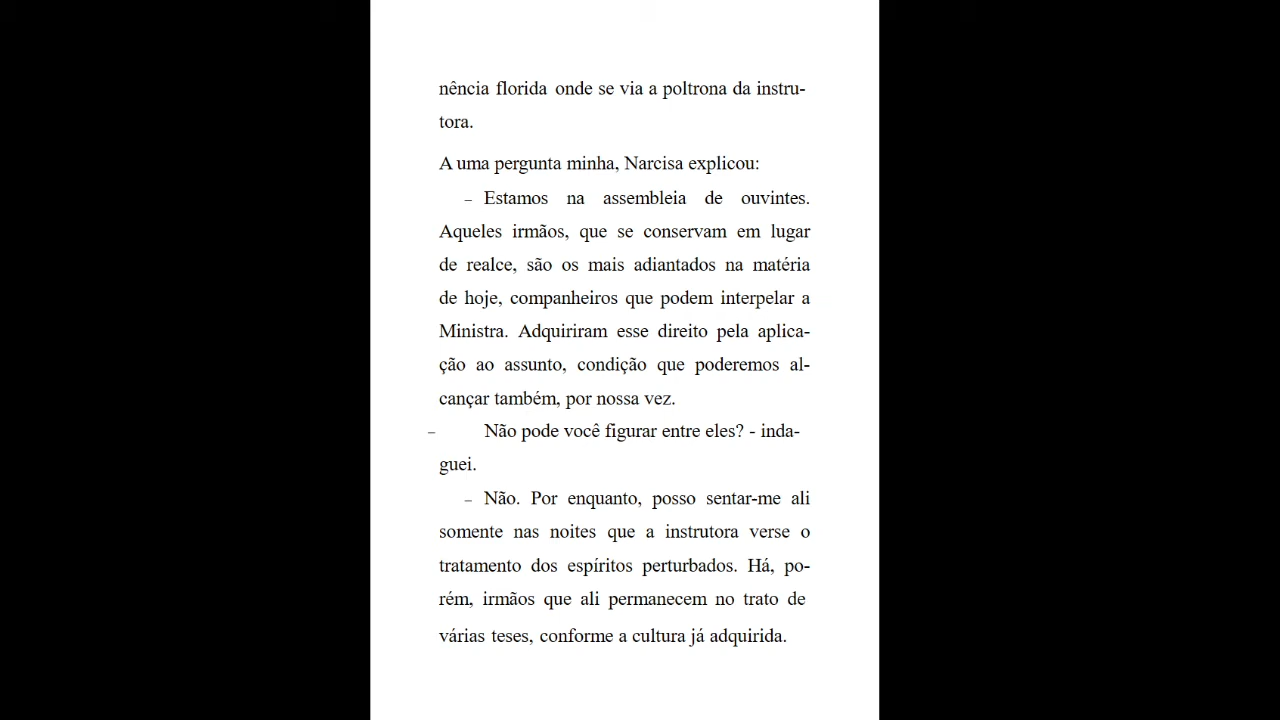 nência florida onde se via a poltrona da instru-
tora.
A uma pergunta minha, Narcisa explicou:
– Estamos na assembleia de ouvintes.
Aqueles irmãos, que se conservam em lugar
de realce, são os mais adiantados na matéria
de hoje, companheiros que podem interpelar a
Ministra. Adquiriram esse direito pela aplica-
ção ao assunto, condição que poderemos al-
cançar também, por nossa vez.
– Não pode você figurar entre eles? - inda-
guei.
– Não. Por enquanto, posso sentar-me ali
somente nas noites que a instrutora verse o
tratamento dos espíritos perturbados. Há, po-
rém, irmãos que ali permanecem no trato de
várias teses, conforme a cultura já adquirida.